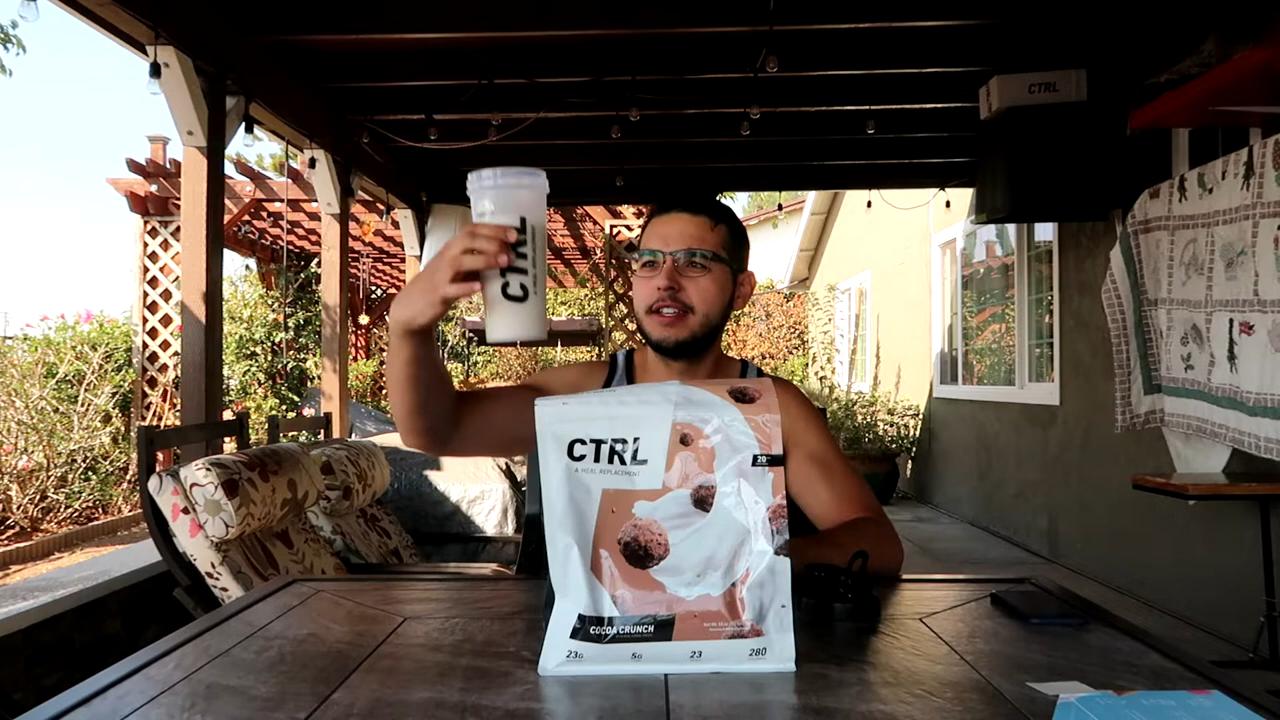 CTRL
CTRL
CTRL
A MEAL REPLACEMENT
20
COCOA CRUNCH
23G
5G
23
280